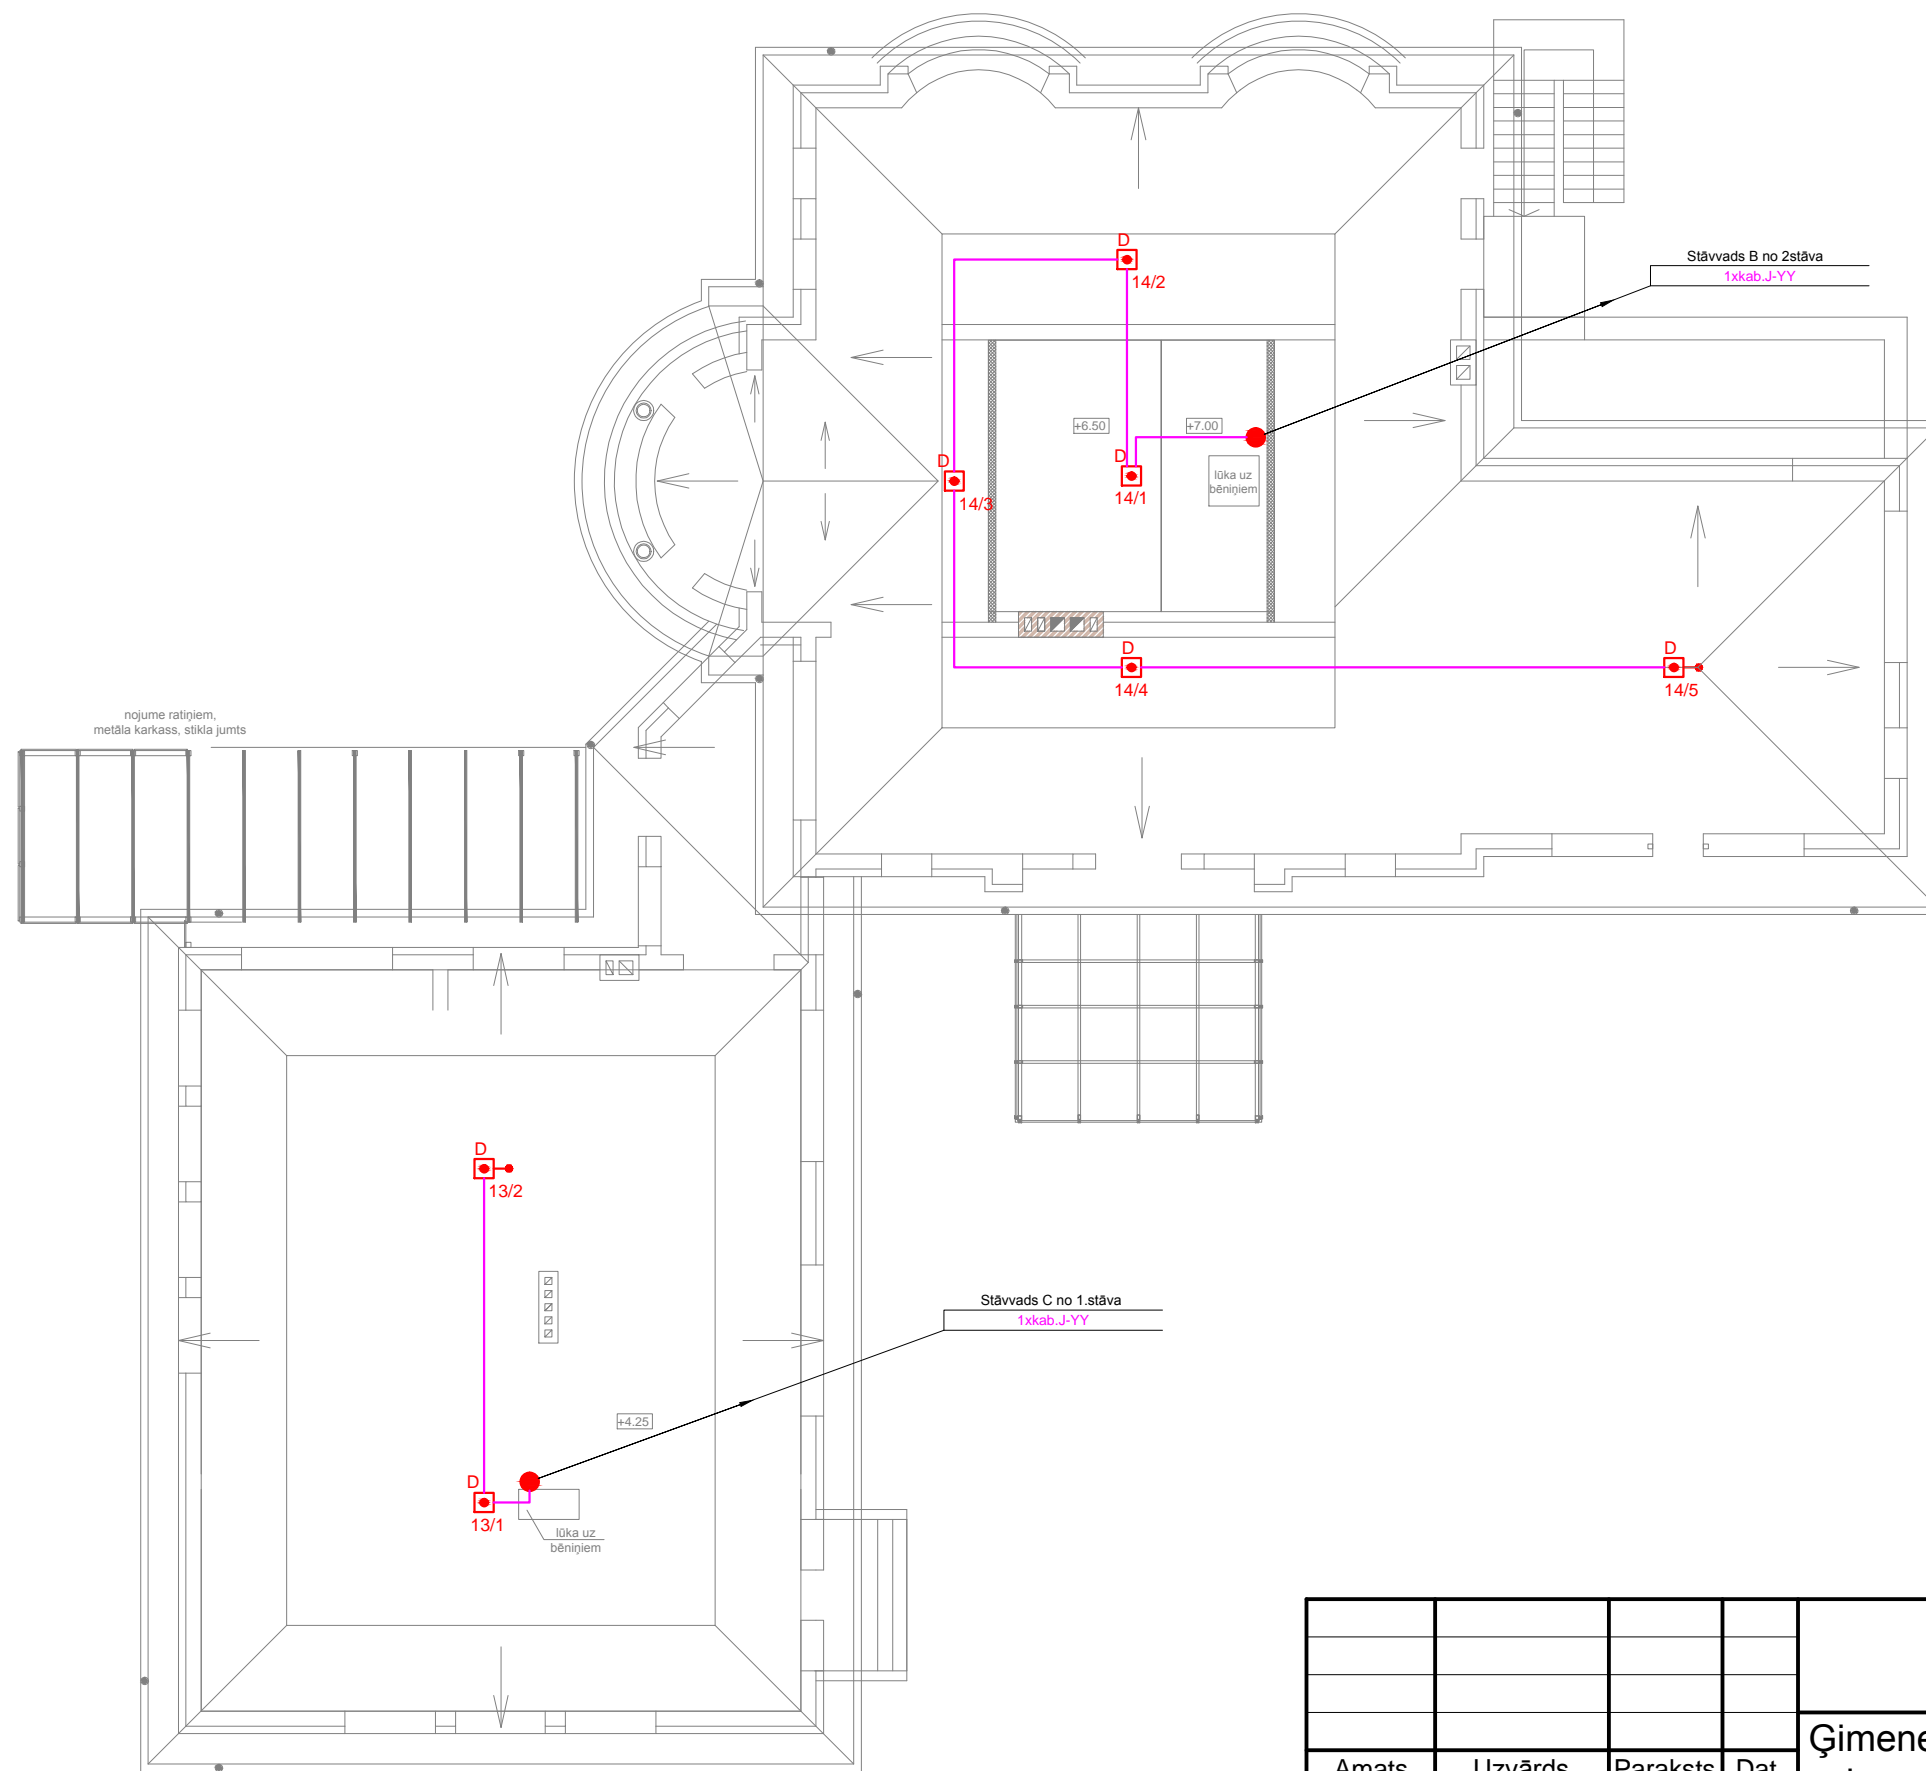 D
14/2
Stāvvads B no 2stāva
1xkab.J-YY
+6.50
+7.00
D
14/1
lūka uz
bēniņiem
D
14/3
D
14/4
D
14/5
nojume ratiņiem,
metāla karkass, stikla jumts
D
13/2
Stāvvads C no 1.stāva
1xkab.J-YY
+4.25
D
13/1
lūka uz
bēniņiem
Amats
Uzvārds
Paraksts
Dat.